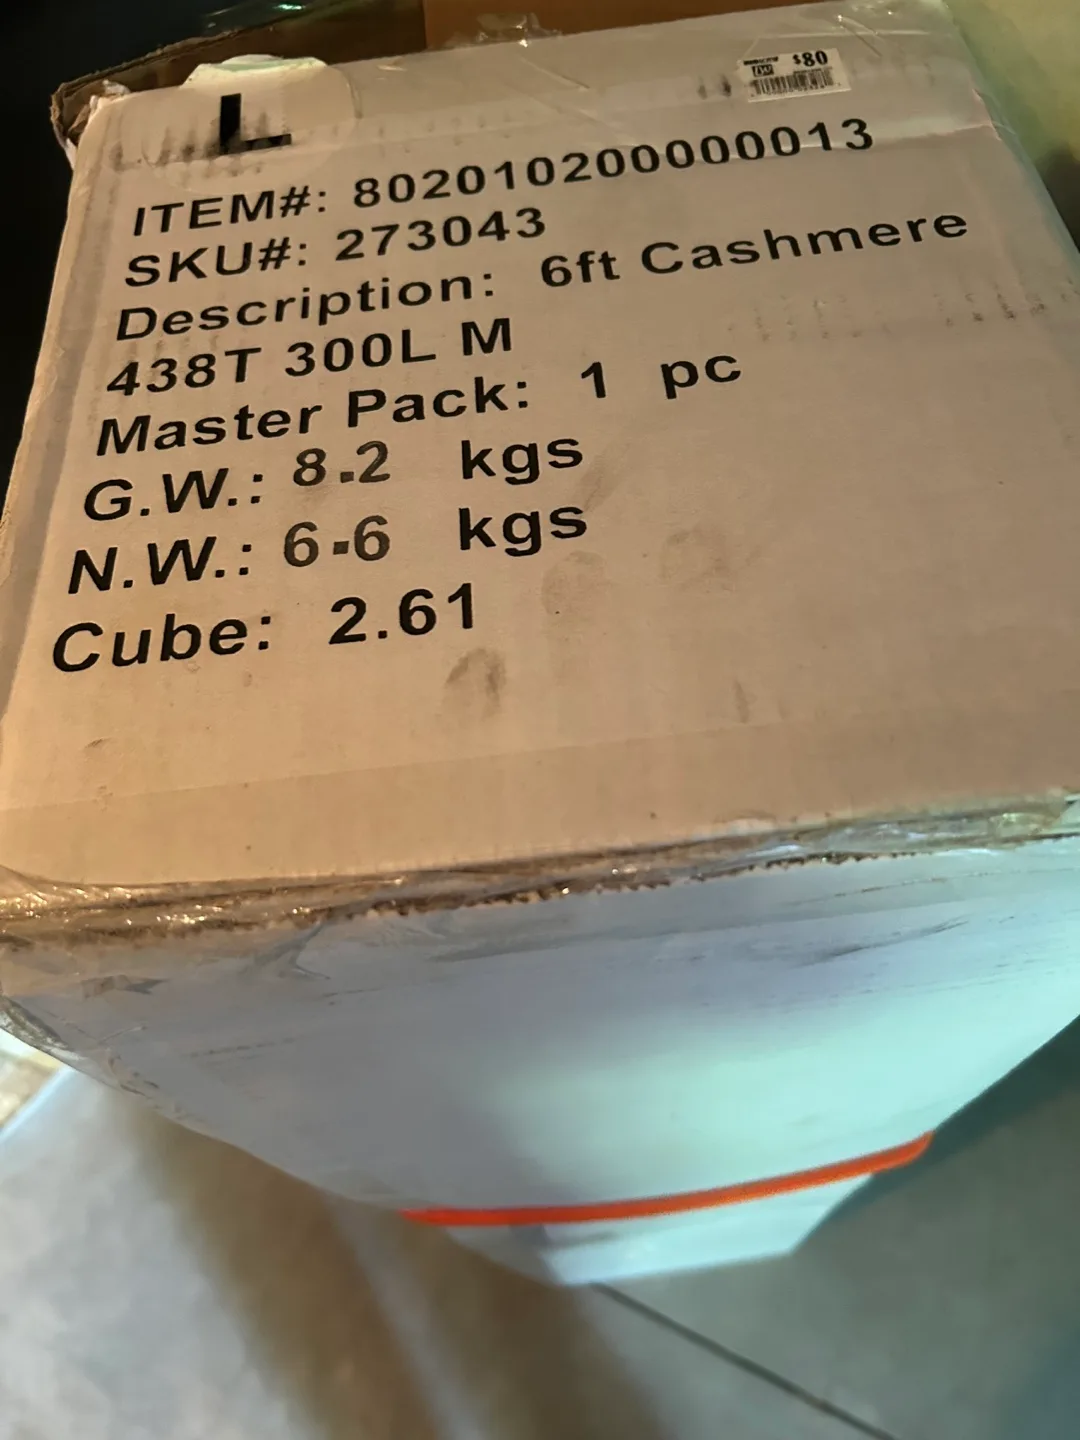 L
$80
ITEM#: 802010200000013
SKU#: 273043
Description: 6ft Cashmere
438T 300L M
Master Pack: 1 pc
G.W.: 8.2 kgs
N.W.: 6.6 kgs
Cube: 2.61